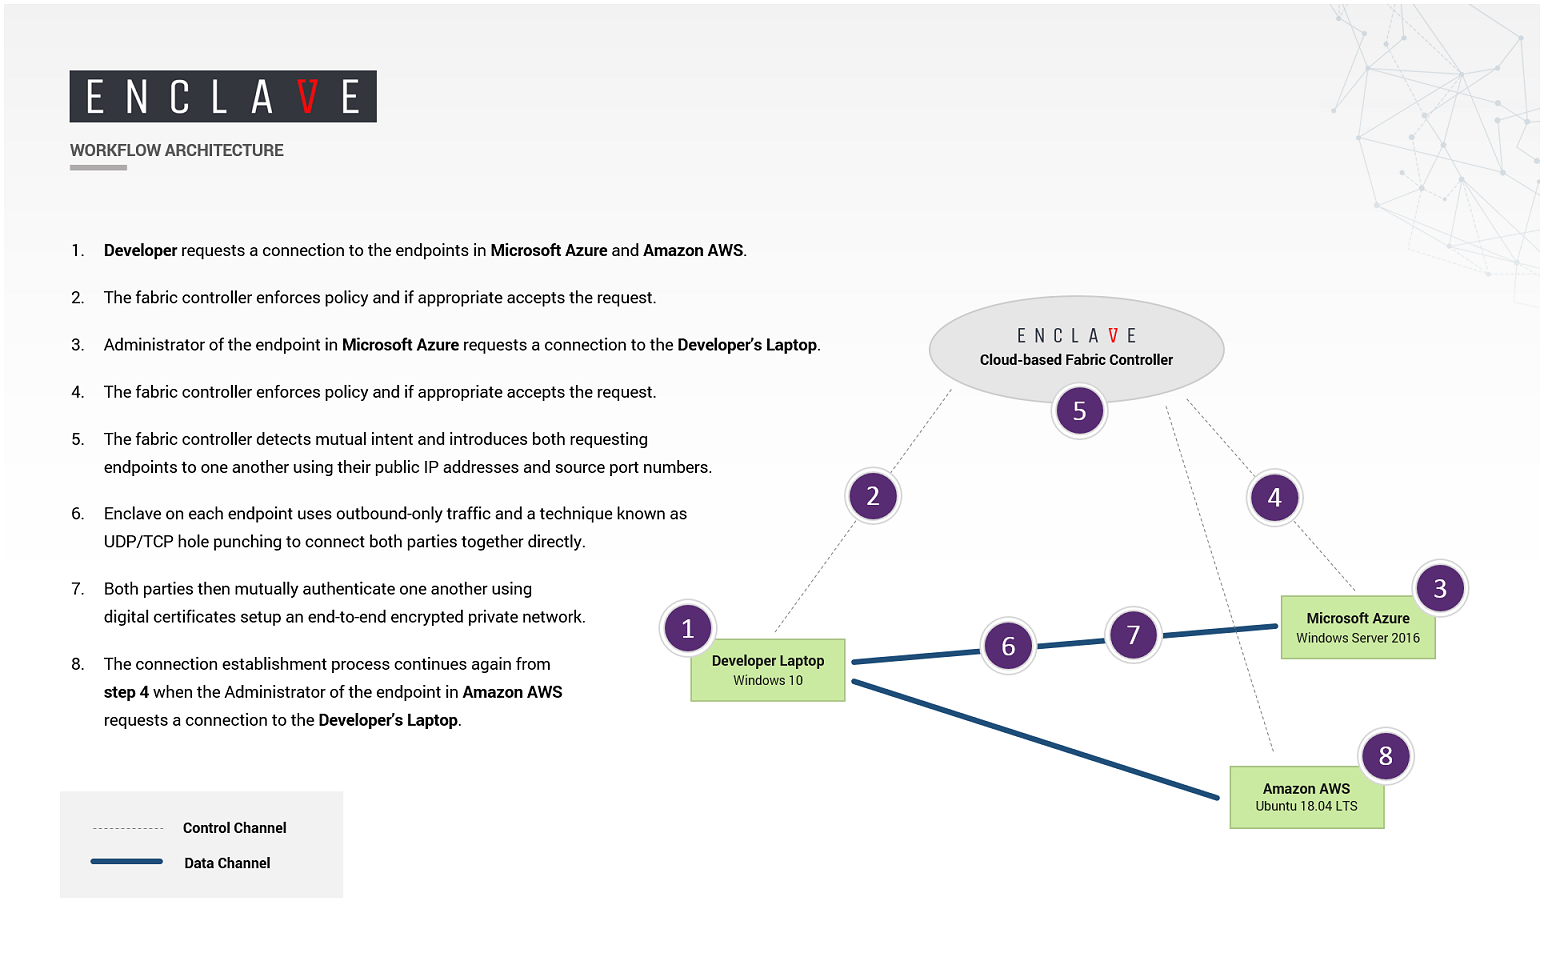 ENCLAVE
WORKFLOW ARCHITECTURE
1. Developer requests a connection to the endpoints in Microsoft Azure and Amazon AWS.
2. The fabric controller enforces policy and if appropriate accepts the request.
3. Administrator of the endpoint in Microsoft Azure requests a connection to the Developer’s Laptop.
4. The fabric controller enforces policy and if appropriate accepts the request.
5. The fabric controller detects mutual intent and introduces both requesting
endpoints to one another using their public IP addresses and source port numbers.
6. Enclave on each endpoint uses outbound-only traffic and a technique known as
UDP/TCP hole punching to connect both parties together directly.
7. Both parties then mutually authenticate one another using
digital certificates setup an end-to-end encrypted private network.
8. The connection establishment process continues again from
step 4 when the Administrator of the endpoint in Amazon AWS
requests a connection to the Developer’s Laptop.
Control Channel
Data Channel
ENCLAVE
Cloud-based Fabric Controller
5
2
4
3
1
Microsoft Azure
Windows Server 2016
6
7
Developer Laptop
Windows 10
8
Amazon AWS
Ubuntu 18.04 LTS